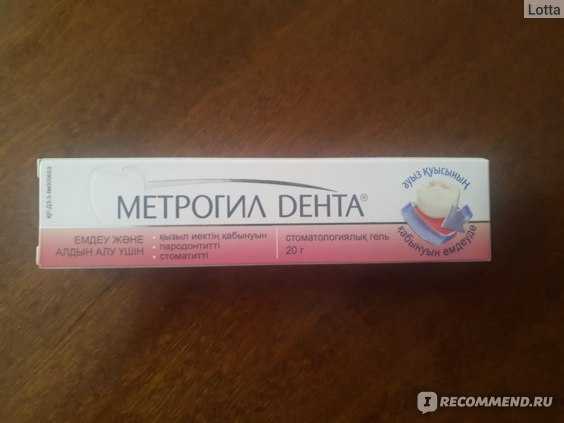 Lotta
МЕТРОГИЛ DЕНТА®
ЕМДЕУ ЖӘНЕ
АЛДЫН АЛУ ҮШІН
• қызыл иектің қабынуын
• пародонтитті
• стоматитті
стоматологиялық гель
20 г
ауыз қуысының
қабынуын емдеуде
I RECOMMEND.RU